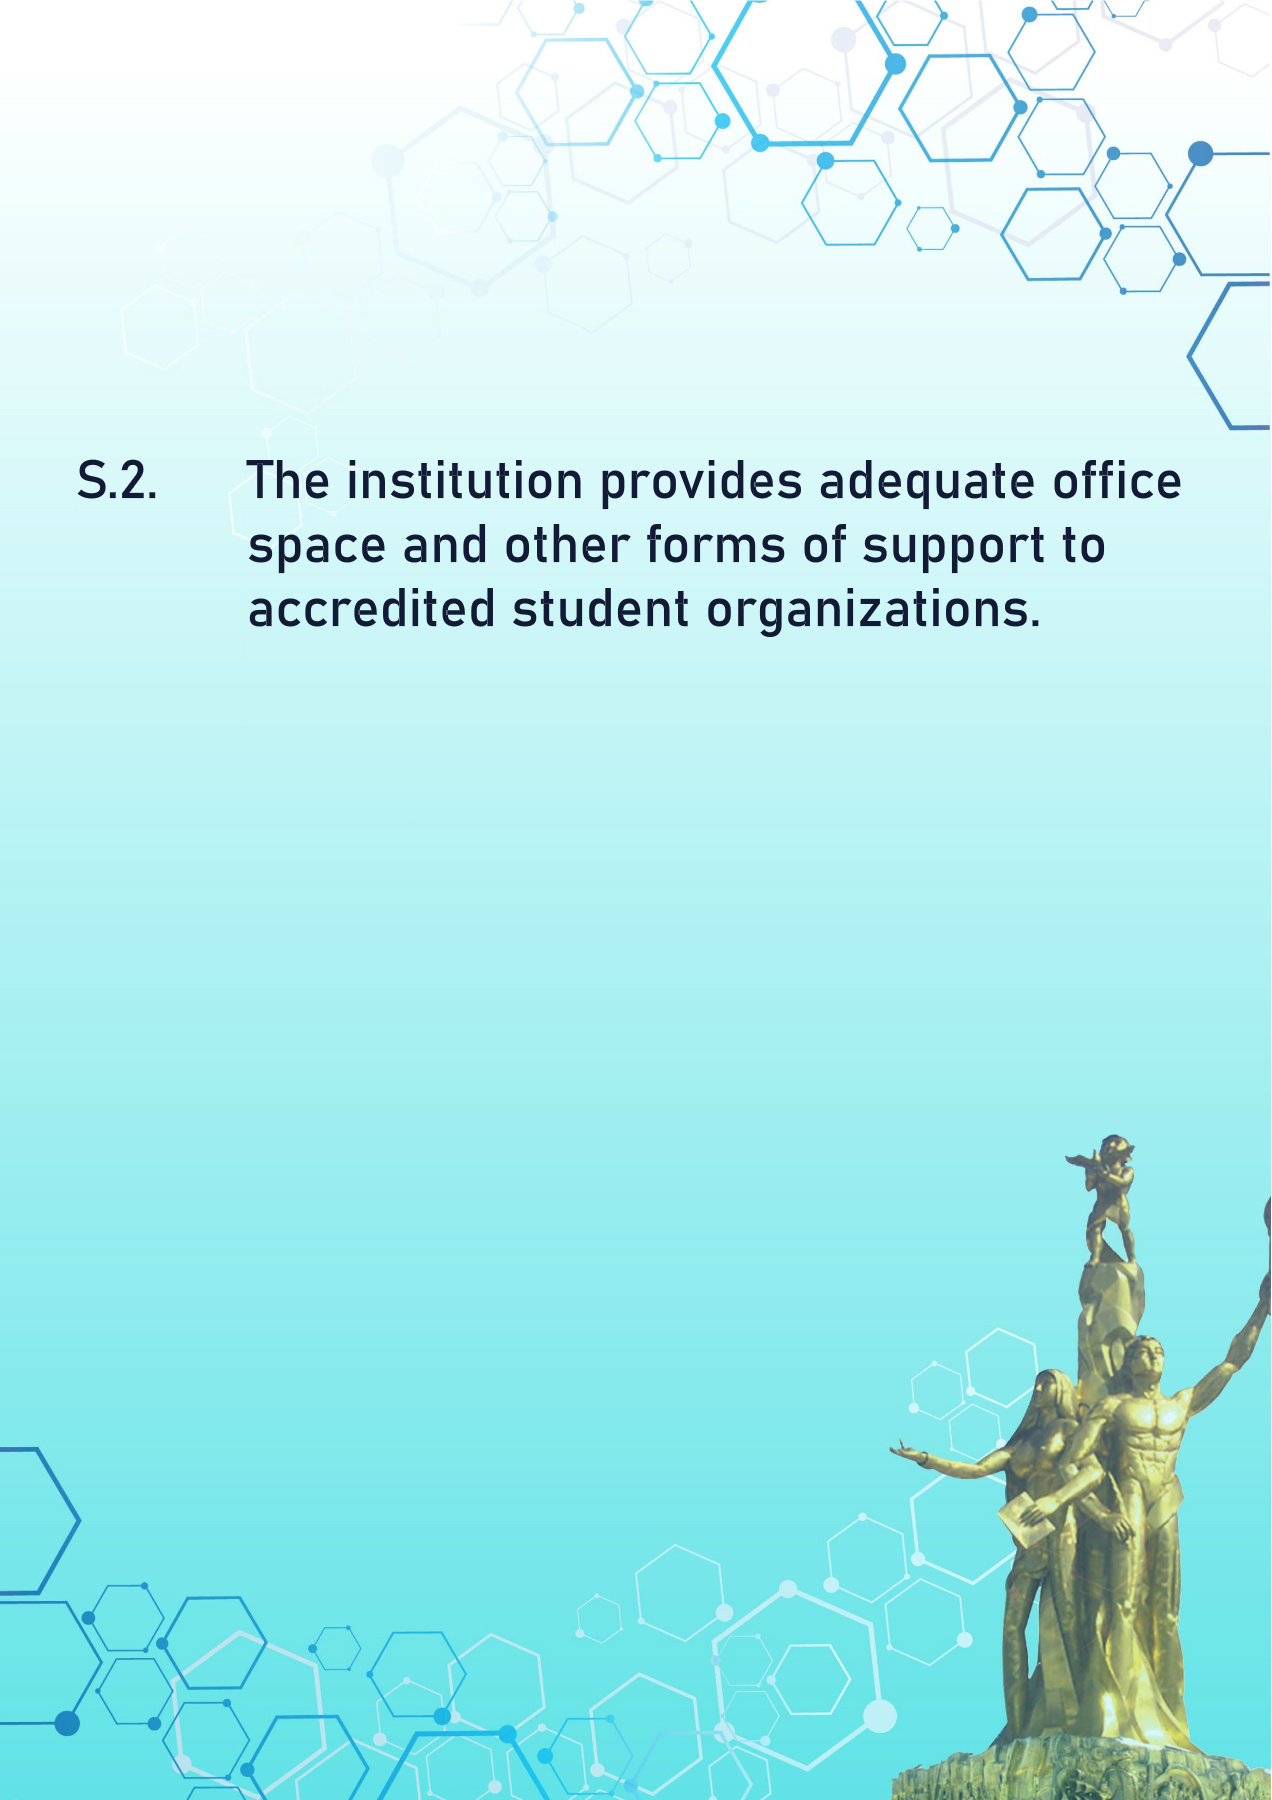 S.2. The institution provides adequate office
space and other forms of support to
accredited student organizations.